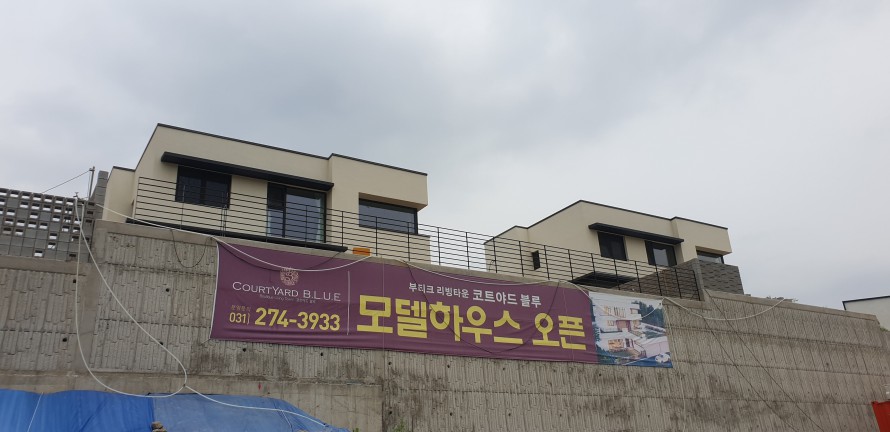 COURTYARD B.L.U.E
031) 274-3933
부티크 리빙타운 코트야드 블루
모델하우스 오픈